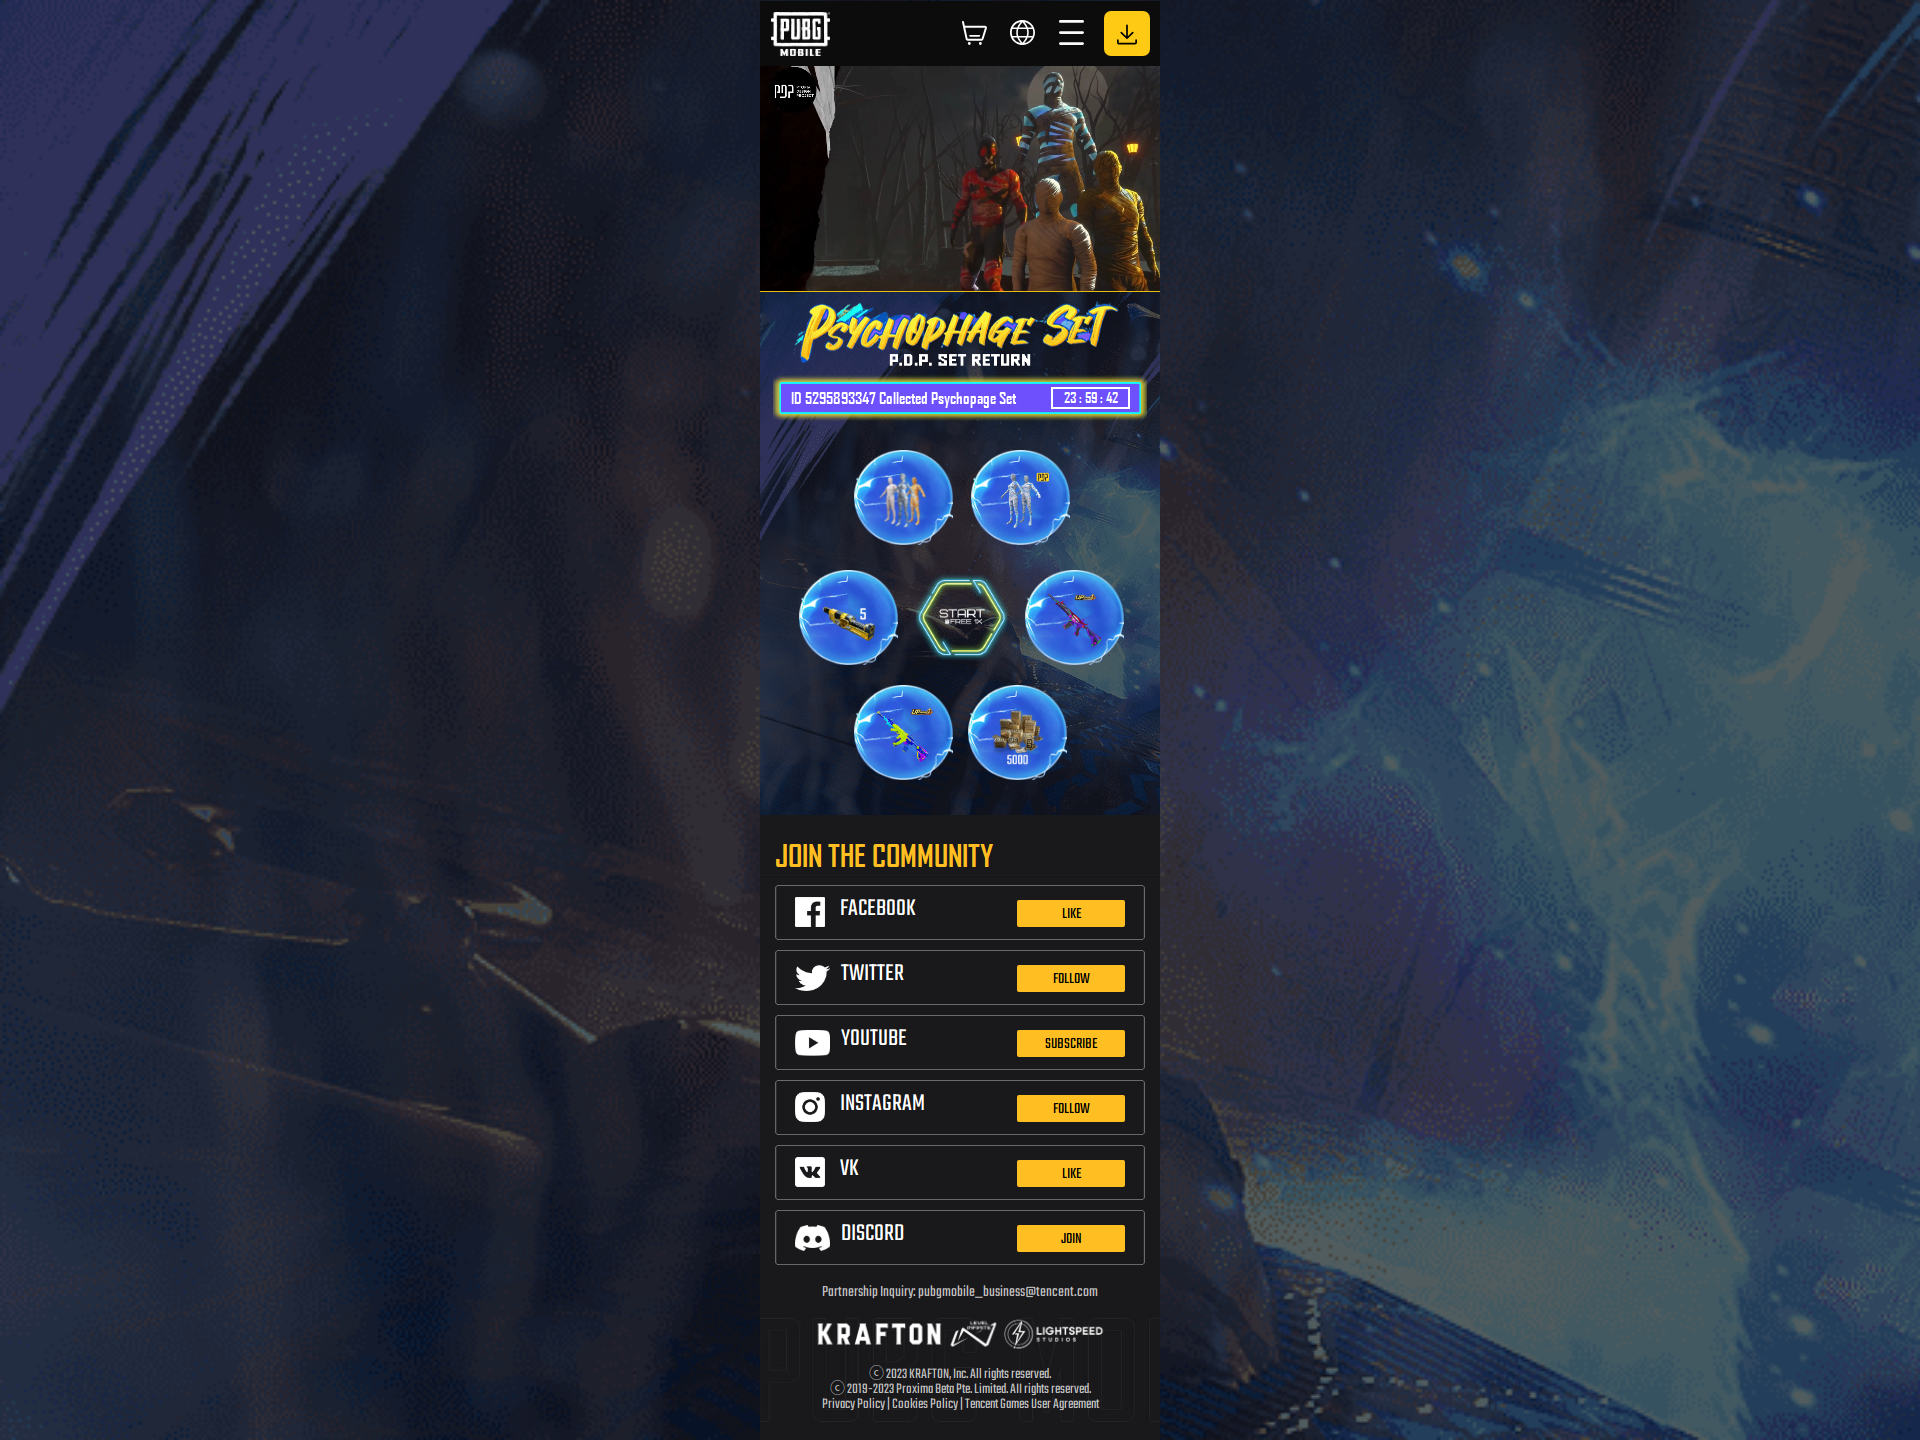 PUBG
MOBILE
PDP
PSYCHOPHAGE SET
P.D.P. SET RETURN
ID 5295893347 Collected Psychopage Set
23 : 59 : 42
PDP
5
START
FREE 1X
5000
JOIN THE COMMUNITY
FACEBOOK
LIKE
TWITTER
FOLLOW
YOUTUBE
SUBSCRIBE
INSTAGRAM
FOLLOW
VK
LIKE
DISCORD
JOIN
Partnership Inquiry: pubgmobile_business@tencent.com
KRAFTON
LEVEL INFINITE
LIGHTSPEED
STUDIOS
ⓒ 2023 KRAFTON, Inc. All rights reserved.
ⓒ 2019-2023 Proxima Beta Pte. Limited. All rights reserved.
Privacy Policy | Cookies Policy | Tencent Games User Agreement